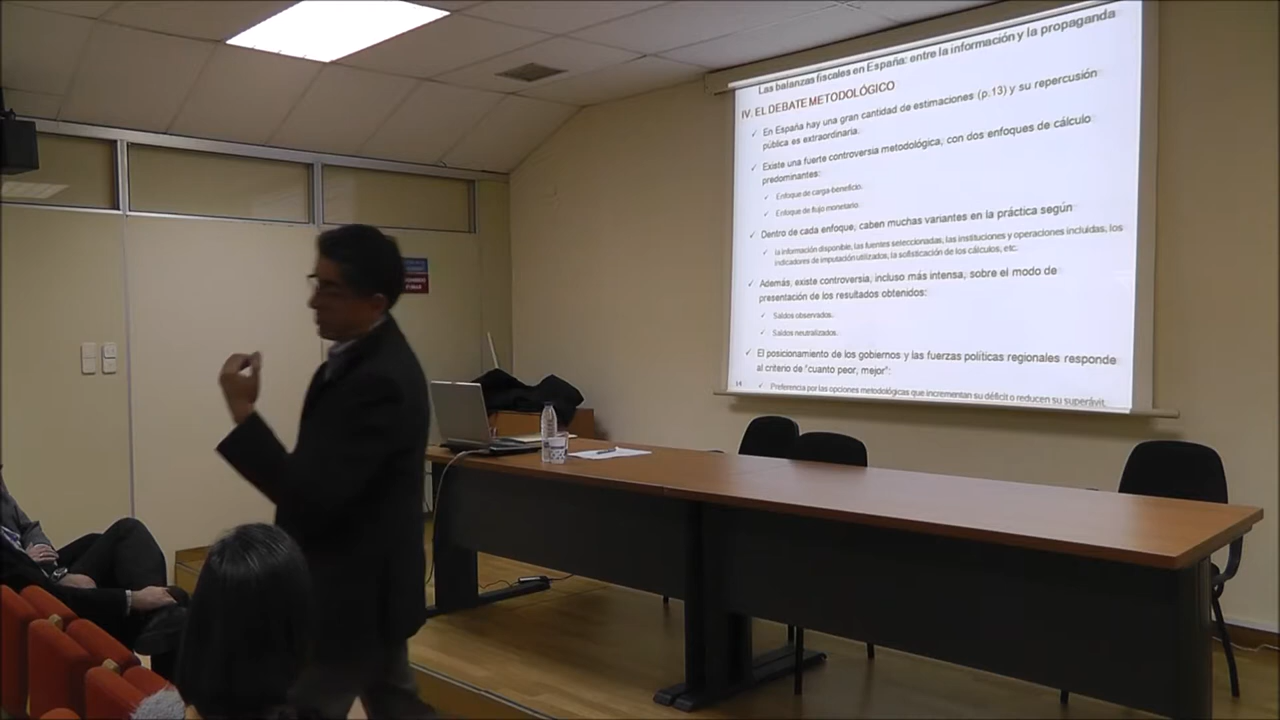 Las balanzas fiscales en España: entre la información y la propaganda
IV. EL DEBATE METODOLÓGICO
✓ En España hay una gran cantidad de estimaciones (p.13) y su repercusión
pública es extraordinaria.
✓ Existe una fuerte controversia metodológica, con dos enfoques de cálculo
predominantes:
✓ Enfoque de carga-beneficio.
✓ Enfoque de flujo monetario.
✓ Dentro de cada enfoque, caben muchas variantes en la práctica según
✓ la información disponible, las fuentes seleccionadas, las instituciones y operaciones incluidas, los
indicadores de imputación utilizados, la sofisticación de los cálculos, etc.
✓ Además, existe controversia, incluso más intensa, sobre el modo de
presentación de los resultados obtenidos:
✓ Saldos observados.
✓ Saldos neutralizados.
✓ El posicionamiento de los gobiernos y las fuerzas políticas regionales responde
al criterio de "cuanto peor, mejor":
✓ Preferencia por las opciones metodológicas que incrementan su déficit o reducen su superávit.
14